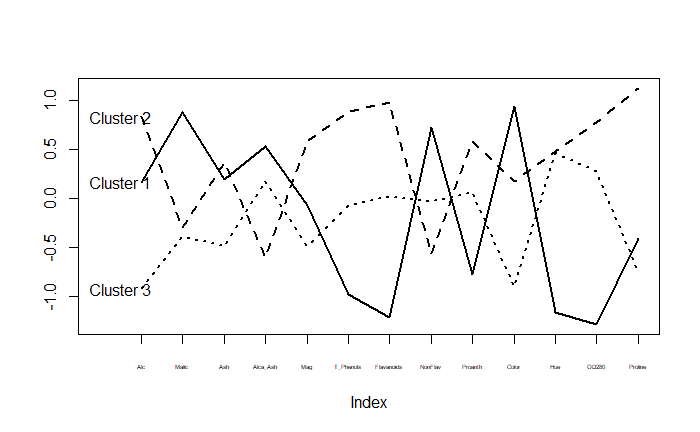 1.0
0.5
0.0
-0.5
-1.0
Cluster 2
Cluster 1
Cluster 3
Alc Malic Ash Alca_Ash Mag T_Phenols Flavanoids NonFlav Proanth Color Hue OD280 Proline
Index